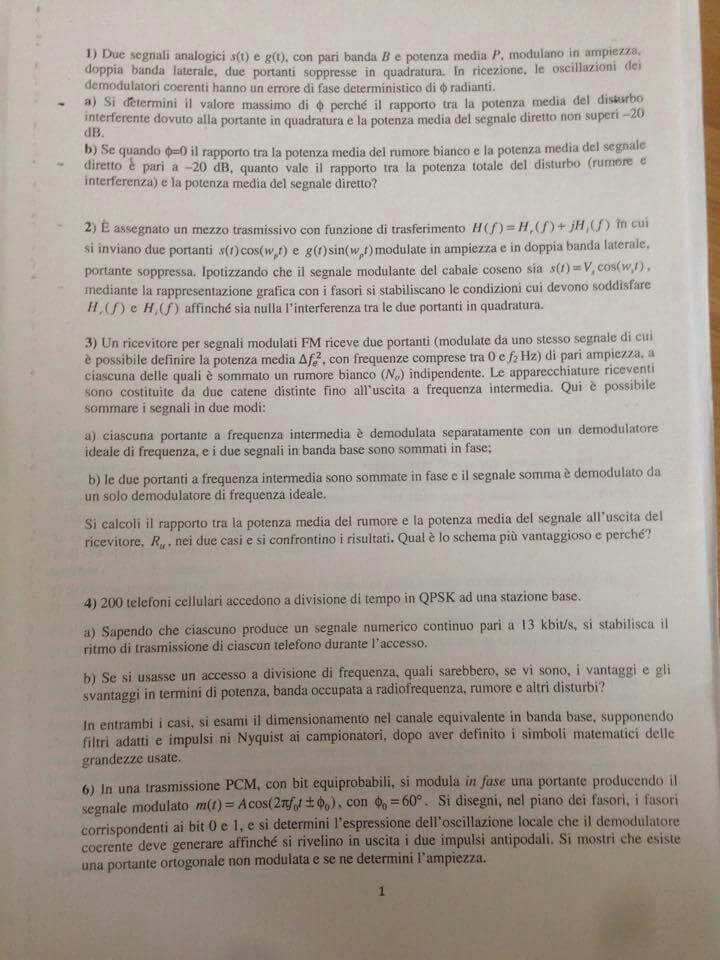 1) Due segnali analogici s(t) e g(t), con pari banda B e potenza media P, modulano in ampiezza,
doppia banda laterale, due portanti soppresse in quadratura. In ricezione, le oscillazioni dei
demodulatori coerenti hanno un errore di fase deterministico di ϕ radianti.
a) Si determini il valore massimo di ϕ perché il rapporto tra la potenza media del disturbo
interferente dovuto alla portante in quadratura e la potenza media del segnale diretto non superi –20
dB.
b) Se quando ϕ=0 il rapporto tra la potenza media del rumore bianco e la potenza media del segnale
diretto è pari a –20 dB, quanto vale il rapporto tra la potenza totale del disturbo (rumore e
interferenza) e la potenza media del segnale diretto?
2) È assegnato un mezzo trasmissivo con funzione di trasferimento H(f) = H_r(f) + jH_i(f) in cui
si inviano due portanti s(t)cos(w_p t) e g(t)sin(w_p t) modulate in ampiezza e in doppia banda laterale,
portante soppressa. Ipotizzando che il segnale modulante del cabale coseno sia s(t) = V_s cos(w_s t),
mediante la rappresentazione grafica con i fasori si stabiliscano le condizioni cui devono soddisfare
H_r(f) e H_i(f) affinché sia nulla l'interferenza tra le due portanti in quadratura.
3) Un ricevitore per segnali modulati FM riceve due portanti (modulate da uno stesso segnale di cui
è possibile definire la potenza media Δf_e², con frequenze comprese tra 0 e f₂ Hz) di pari ampiezza, a
ciascuna delle quali è sommato un rumore bianco (N_o) indipendente. Le apparecchiature riceventi
sono costituite da due catene distinte fino all'uscita a frequenza intermedia. Qui è possibile
sommare i segnali in due modi:
a) ciascuna portante a frequenza intermedia è demodulata separatamente con un demodulatore
ideale di frequenza, e i due segnali in banda base sono sommati in fase;
b) le due portanti a frequenza intermedia sono sommate in fase e il segnale somma è demodulato da
un solo demodulatore di frequenza ideale.
Si calcoli il rapporto tra la potenza media del rumore e la potenza media del segnale all'uscita del
ricevitore, R_u, nei due casi e si confrontino i risultati. Qual è lo schema più vantaggioso e perché?
4) 200 telefoni cellulari accedono a divisione di tempo in QPSK ad una stazione base.
a) Sapendo che ciascuno produce un segnale numerico continuo pari a 13 kbit/s, si stabilisca il
ritmo di trasmissione di ciascun telefono durante l'accesso.
b) Se si usasse un accesso a divisione di frequenza, quali sarebbero, se vi sono, i vantaggi e gli
svantaggi in termini di potenza, banda occupata a radiofrequenza, rumore e altri disturbi?
In entrambi i casi, si esami il dimensionamento nel canale equivalente in banda base, supponendo
filtri adatti e impulsi ni Nyquist ai campionatori, dopo aver definito i simboli matematici delle
grandezze usate.
6) In una trasmissione PCM, con bit equiprobabili, si modula in fase una portante producendo il
segnale modulato m(t) = A cos(2πf₀t ± ϕ₀), con ϕ₀ = 60°. Si disegni, nel piano dei fasori, i fasori
corrispondenti ai bit 0 e 1, e si determini l'espressione dell'oscillazione locale che il demodulatore
coerente deve generare affinché si rivelino in uscita i due impulsi antipodali. Si mostri che esiste
una portante ortogonale non modulata e se ne determini l'ampiezza.
1